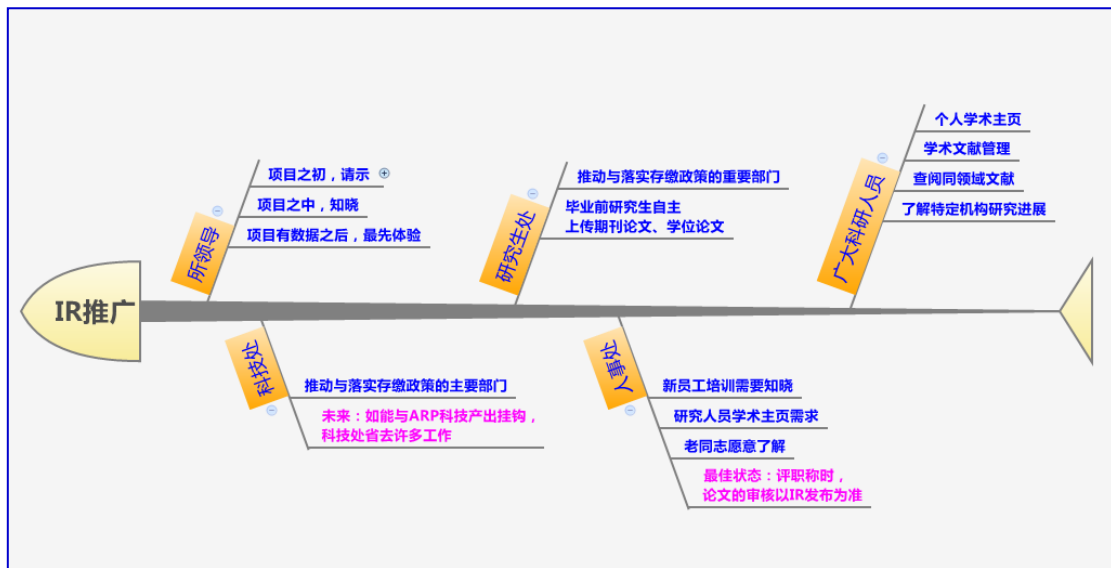 IR推广
所领导
项目之初，请示
项目之中，知晓
项目有数据之后，最先体验
研究生处
推动与落实存缴政策的重要部门
毕业前研究生自主
上传期刊论文、学位论文
广大科研人员
个人学术主页
学术文献管理
查阅同领域文献
了解特定机构研究进展
科技处
推动与落实存缴政策的主要部门
未来：如能与ARP科技产出挂钩，
科技处省去许多工作
人事处
新员工培训需要知晓
研究人员学术主页需求
老同志愿意了解
最佳状态：评职称时，
论文的审核以IR发布为准